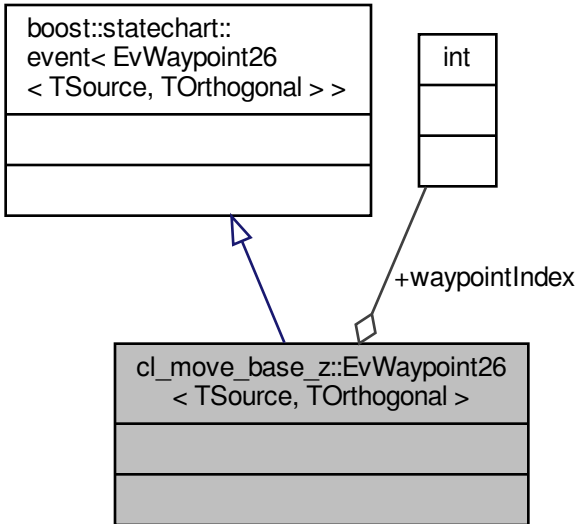 boost::statechart::
event< EvWaypoint26
< TSource, TOrthogonal > >
int
+waypointIndex
cl_move_base_z::EvWaypoint26
< TSource, TOrthogonal >